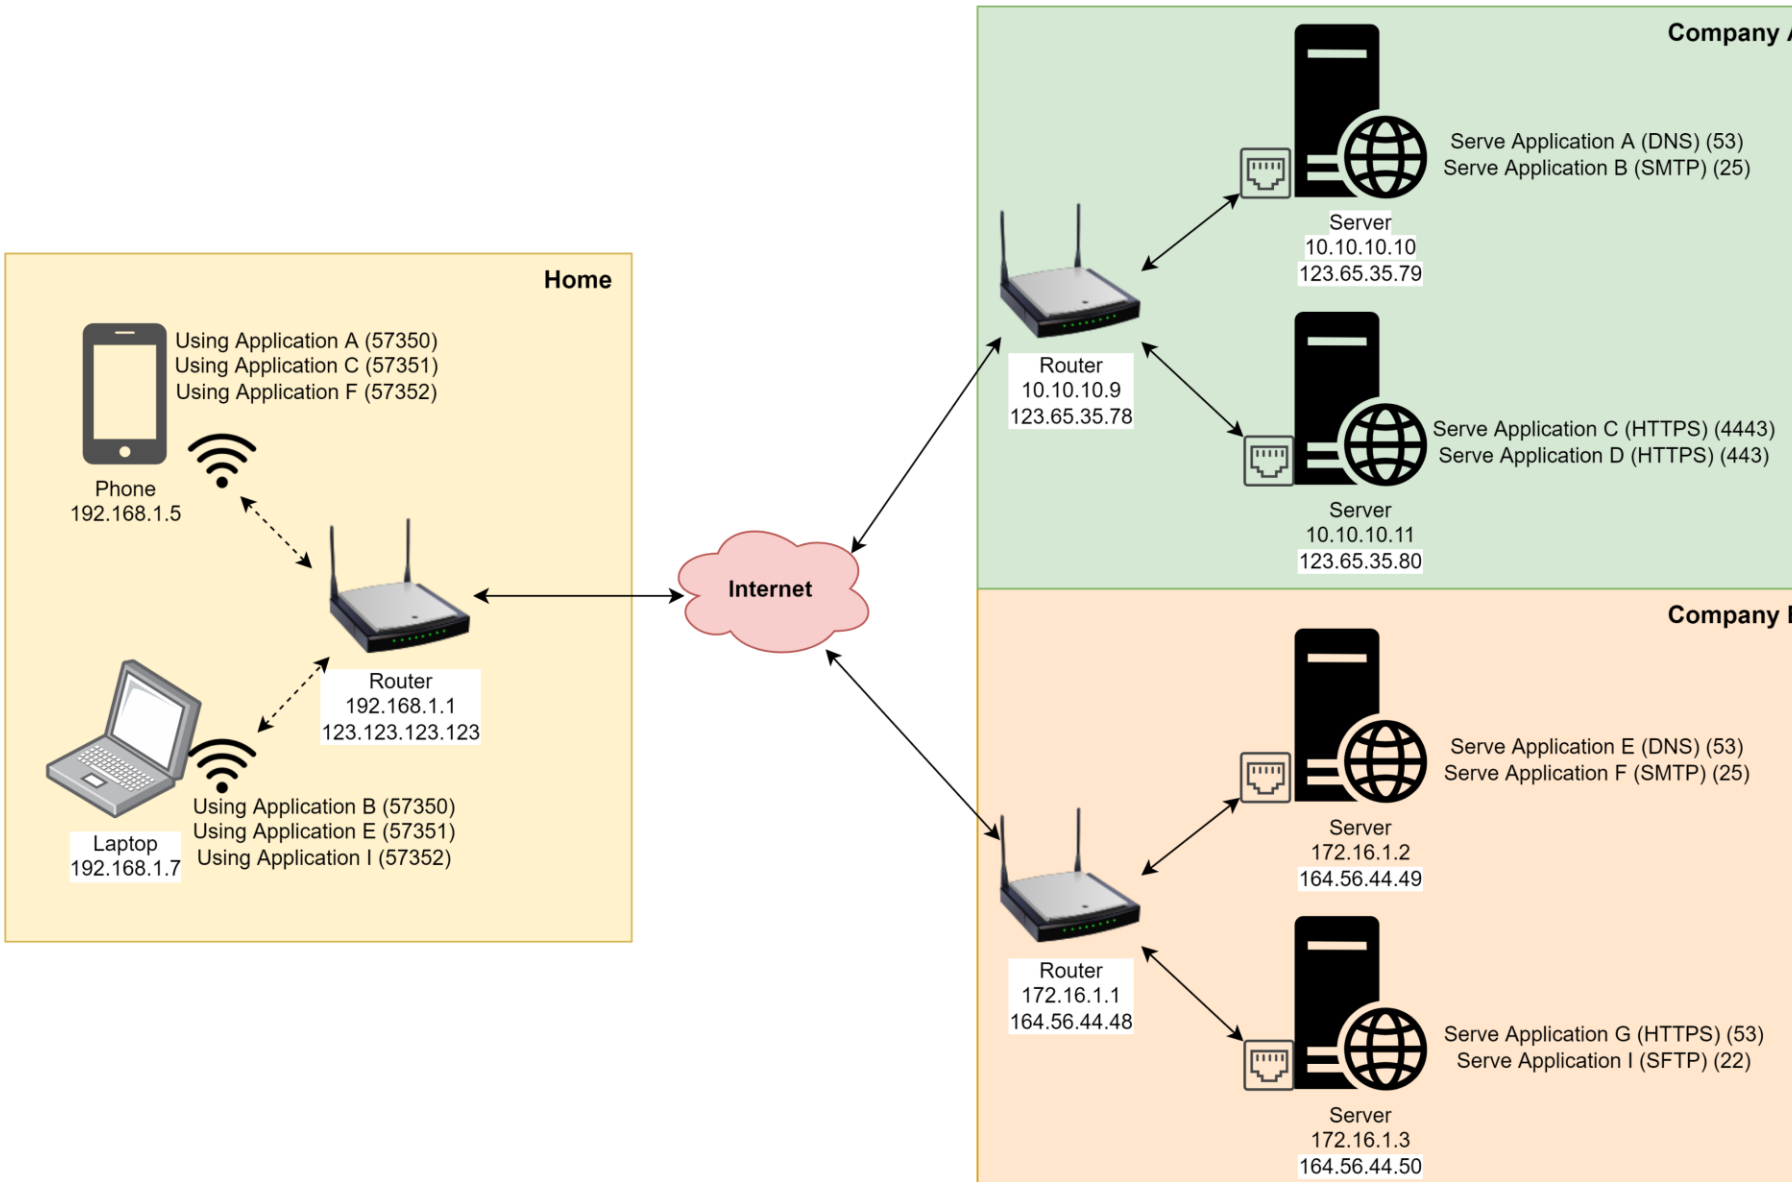 Home
Using Application A (57350)
Using Application C (57351)
Using Application F (57352)
Phone
192.168.1.5
Router
192.168.1.1
123.123.123.123
Using Application B (57350)
Using Application E (57351)
Using Application I (57352)
Laptop
192.168.1.7
Internet
Company A
Serve Application A (DNS) (53)
Serve Application B (SMTP) (25)
Server
10.10.10.10
123.65.35.79
Router
10.10.10.9
123.65.35.78
Serve Application C (HTTPS) (4443)
Serve Application D (HTTPS) (443)
Server
10.10.10.11
123.65.35.80
Company
Serve Application E (DNS) (53)
Serve Application F (SMTP) (25)
Server
172.16.1.2
164.56.44.49
Router
172.16.1.1
164.56.44.48
Serve Application G (HTTPS) (53)
Serve Application I (SFTP) (22)
Server
172.16.1.3
164.56.44.50